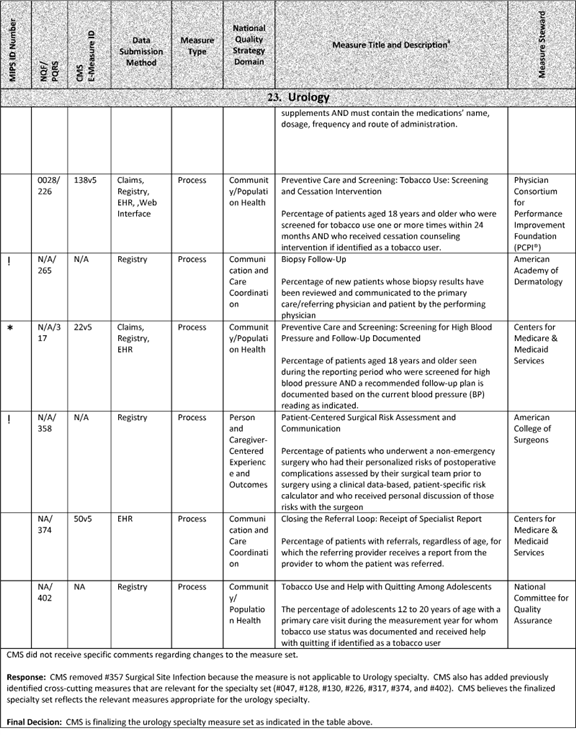 MIPS ID Number
NQF/
PQRS
CMS
E-Measure ID
Data
Submission
Method
Measure
Type
National
Quality
Strategy
Domain
Measure Title and Description¥
Measure Steward
23. Urology
supplements AND must contain the medications' name,
dosage, frequency and route of administration.
0028/
226
138v5
Claims,
Registry,
EHR, ,Web
Interface
Process
Communit
y/Populati
on Health
Preventive Care and Screening: Tobacco Use: Screening
and Cessation Intervention
Percentage of patients aged 18 years and older who were
screened for tobacco use one or more times within 24
months AND who received cessation counseling
intervention if identified as a tobacco user.
Physician
Consortium
for
Performance
Improvement
Foundation
(PCPI®)
!
N/A/
265
N/A
Registry
Process
Communi
cation and
Care
Coordinati
on
Biopsy Follow-Up
Percentage of new patients whose biopsy results have
been reviewed and communicated to the primary
care/referring physician and patient by the performing
physician
American
Academy of
Dermatology
*
N/A/3
17
22v5
Claims,
Registry,
EHR
Process
Communit
y/Populati
on Health
Preventive Care and Screening: Screening for High Blood
Pressure and Follow-Up Documented
Percentage of patients aged 18 years and older seen
during the reporting period who were screened for high
blood pressure AND a recommended follow-up plan is
documented based on the current blood pressure (BP)
reading as indicated.
Centers for
Medicare &
Medicaid
Services
!
N/A/
358
N/A
Registry
Process
Person
and
Caregiver-
Centered
Experienc
e and
Outcomes
Patient-Centered Surgical Risk Assessment and
Communication
Percentage of patients who underwent a non-emergency
surgery who had their personalized risks of postoperative
complications assessed by their surgical team prior to
surgery using a clinical data-based, patient-specific risk
calculator and who received personal discussion of those
risks with the surgeon
American
College of
Surgeons
NA/
374
50v5
EHR
Process
Communi
cation and
Care
Coordinati
on
Closing the Referral Loop: Receipt of Specialist Report
Percentage of patients with referrals, regardless of age, for
which the referring provider receives a report from the
provider to whom the patient was referred.
Centers for
Medicare &
Medicaid
Services
NA/
402
NA
Registry
Process
Communit
y/
Populatio
n Health
Tobacco Use and Help with Quitting Among Adolescents
The percentage of adolescents 12 to 20 years of age with a
primary care visit during the measurement year for whom
tobacco use status was documented and received help
with quitting if identified as a tobacco user
National
Committee for
Quality
Assurance
CMS did not receive specific comments regarding changes to the measure set.
Response: CMS removed #357 Surgical Site Infection because the measure is not applicable to Urology specialty. CMS also has added previously
identified cross-cutting measures that are relevant for the specialty set (#047, #128, #130, #226, #317, #374, and #402). CMS believes the finalized
specialty set reflects the relevant measures appropriate for the urology specialty.
Final Decision: CMS is finalizing the urology specialty measure set as indicated in the table above.